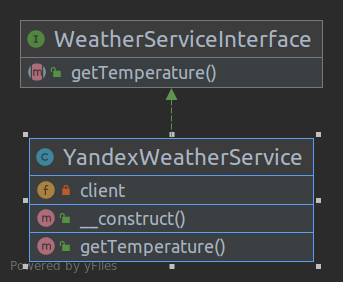 I WeatherServiceInterface
m getTemperature()
C YandexWeatherService
f client
m __construct()
m getTemperature()
Powered by yFiles